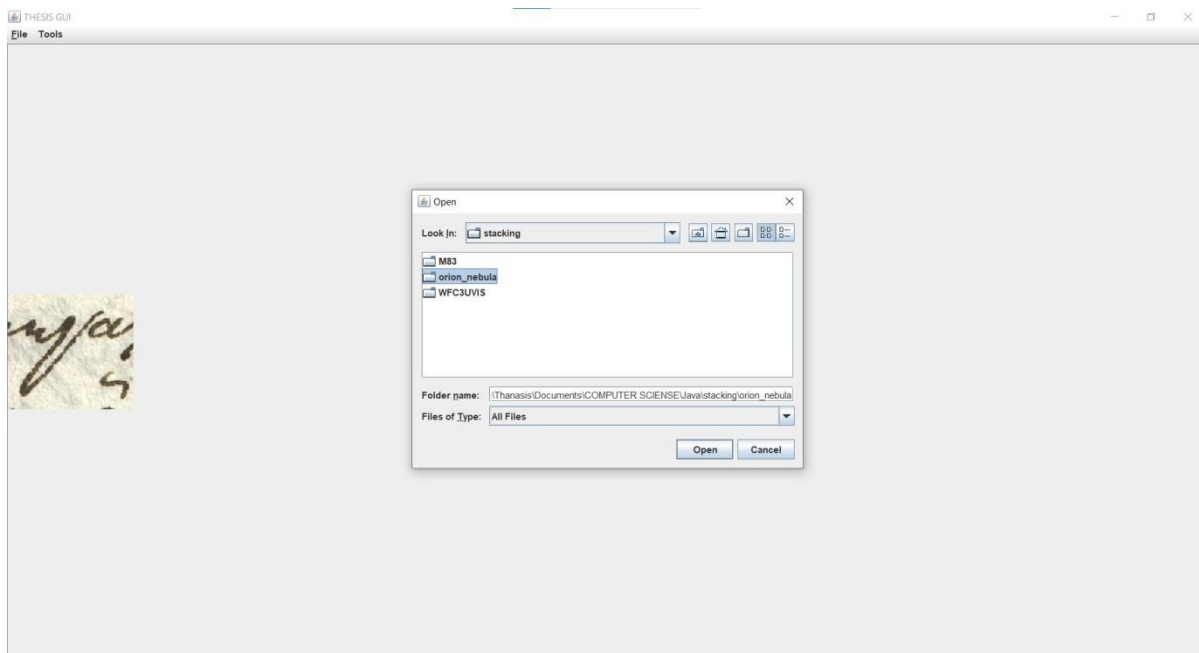 THESIS GUI
File Tools
Open
Look In: stacking
M83
orion_nebula
WFC3UVIS
Folder name: \Thanasis\Documents\COMPUTER SCIENSE\Java\stacking\orion_nebula
Files of Type: All Files
Open Cancel